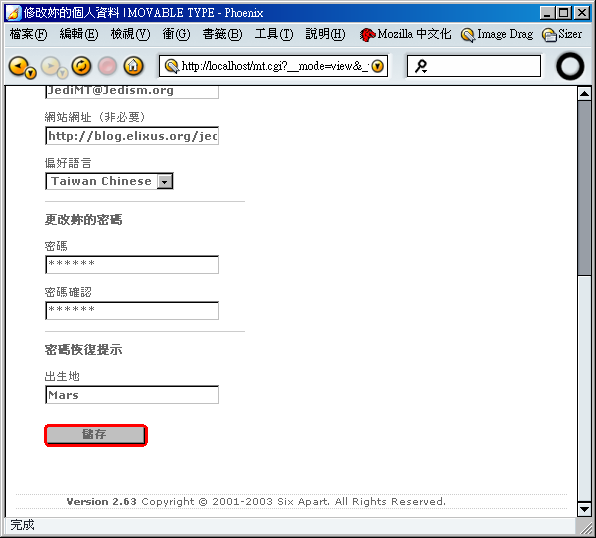 修改妳的個人資料 | MOVABLE TYPE - Phoenix
檔案(F) 編輯(E) 檢視(V) 衝(G) 書籤(B) 工具(T) 說明(H) Mozilla 中文化 Image Drag Sizer
http://localhost/mt.cgi?__mode=view&_
JediMT@Jedism.org
網站網址 (非必要)
http://blog.elixus.org/jec
偏好語言
Taiwan Chinese
更改妳的密碼
密碼
******
密碼確認
******
密碼恢復提示
出生地
Mars
儲存
Version 2.63 Copyright © 2001-2003 Six Apart. All Rights Reserved.
完成